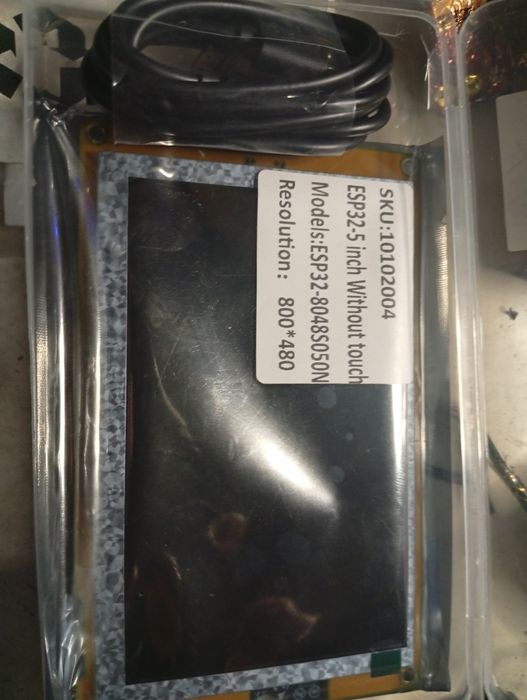 SKU:10102004
ESP32-5 inch Without touch
Models:ESP32-8048S050N
Resolution: 800*480